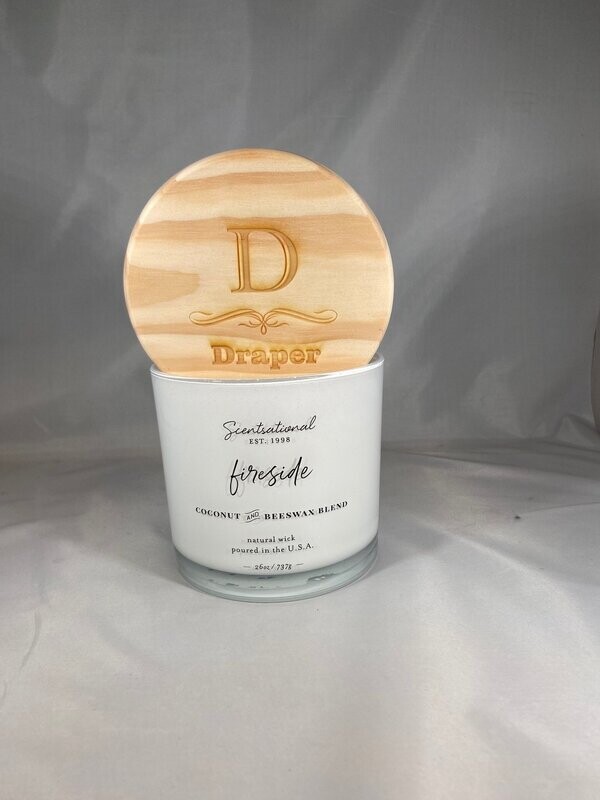 D
Draper
Scentsational
EST. 1998
fireside
COCONUT AND BEESWAX BLEND
natural wick
poured in the U.S.A.
— 26oz / 737g —